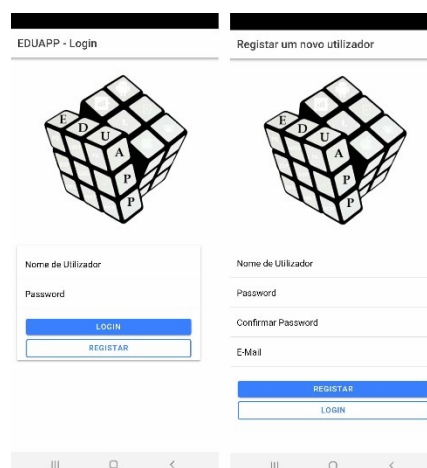 EDUAPP - Login
E
D
U
A
P
P
Nome de Utilizador
Password
LOGIN
REGISTAR
Registar um novo utilizador
E
D
U
A
P
P
Nome de Utilizador
Password
Confirmar Password
E-Mail
REGISTAR
LOGIN